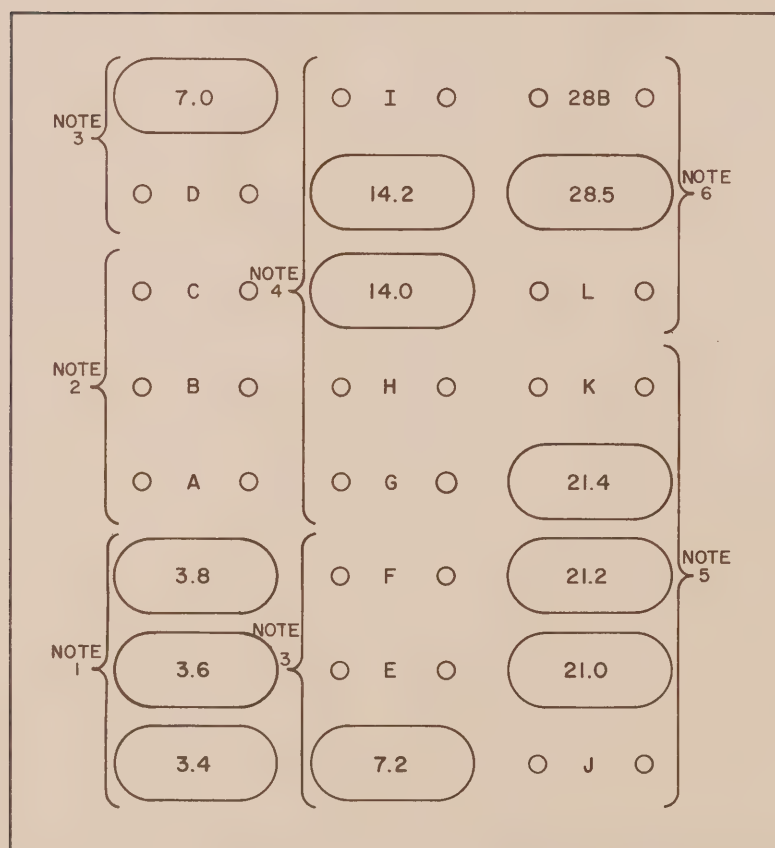 7.0
I
28B
NOTE
3
D
14.2
28.5
NOTE
6
C
NOTE
4
14.0
L
NOTE
2
B
H
K
A
G
21.4
3.8
F
21.2
NOTE
5
NOTE
1
3.6
NOTE
3
E
21.0
3.4
7.2
J